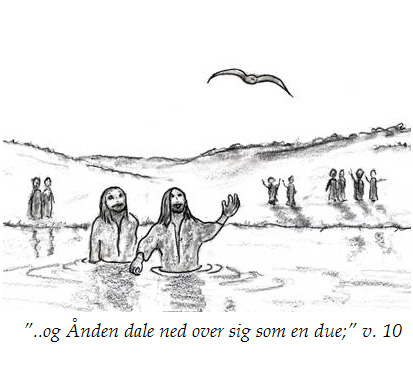 ”..og Ånden dale ned over sig som en due;” v. 10